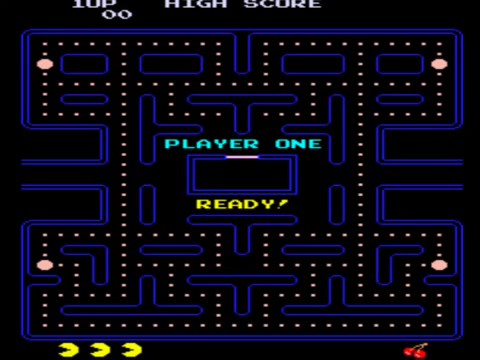 1UP HIGH SCORE
00
PLAYER ONE
READY!